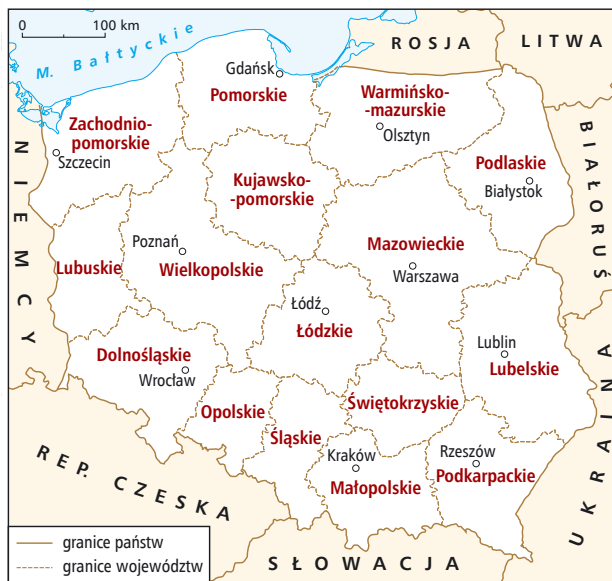 0 100 km
M. Bałtyckie
ROSJA
LITWA
Gdańsk
Pomorskie
Warmińsko-
-mazurskie
Olsztyn
Zachodnio-
pomorskie
Szczecin
Podlaskie
Białystok
Kujawsko-
-pomorskie
NIEMCY
BIAŁORUŚ
Poznań
Lubuskie
Wielkopolskie
Mazowieckie
Warszawa
Łódź
Łódzkie
Dolnośląskie
Wrocław
Lublin
Lubelskie
Opolskie
Śląskie
Świętokrzyskie
Kraków
Małopolskie
Rzeszów
Podkarpackie
UKRAINA
REP. CZESKA
SŁOWACJA
granice państw
granice województw